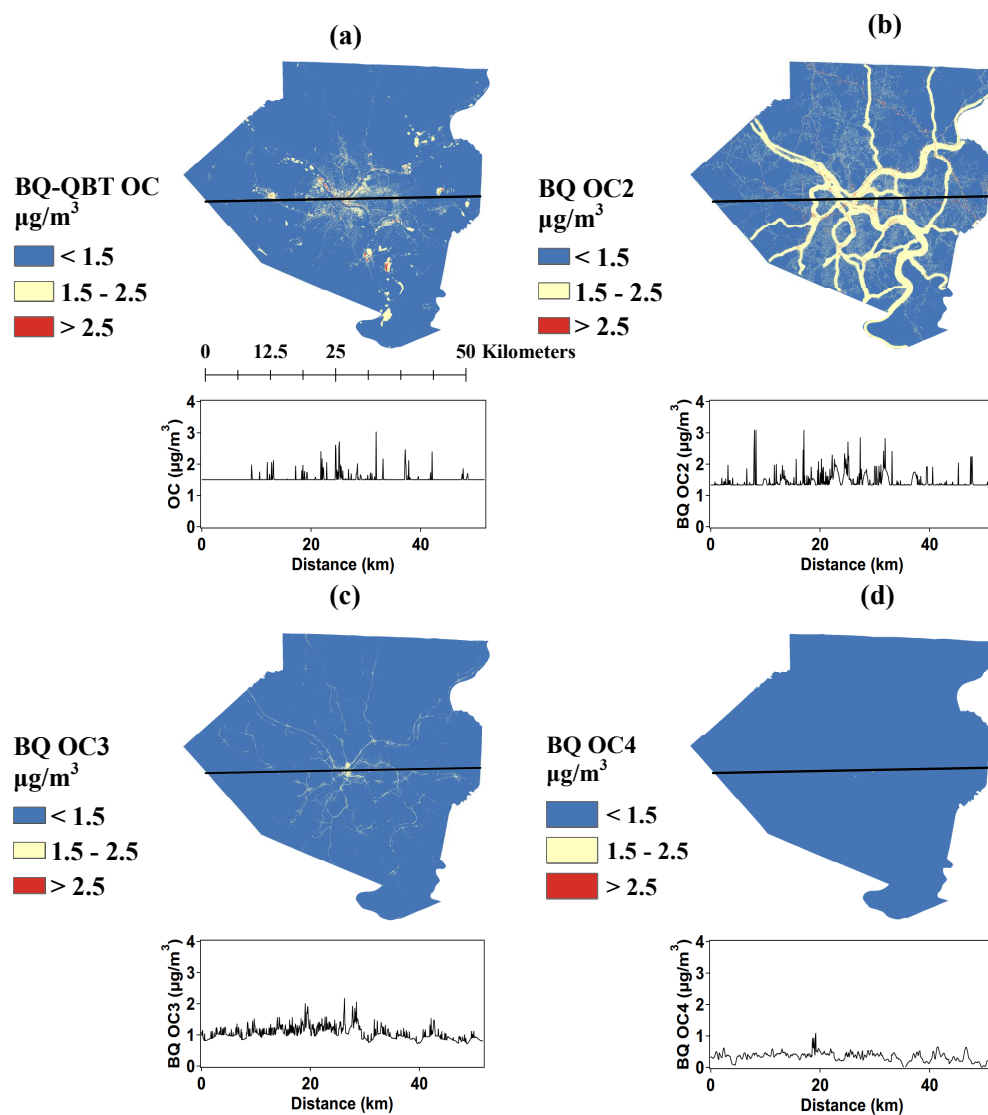 (a)
BQ-QBT OC
µg/m³
< 1.5
1.5 - 2.5
> 2.5
0 12.5 25 50 Kilometers
4
3
2
1
0
OC (µg/m³)
0 20 40
Distance (km)
(b)
BQ OC2
µg/m³
< 1.5
1.5 - 2.5
> 2.5
4
3
2
1
0
BQ OC2 (µg/m³)
0 20 40
Distance (km)
(c)
BQ OC3
µg/m³
< 1.5
1.5 - 2.5
> 2.5
4
3
2
1
0
BQ OC3 (µg/m³)
0 20 40
Distance (km)
(d)
BQ OC4
µg/m³
< 1.5
1.5 - 2.5
> 2.5
4
3
2
1
0
BQ OC4 (µg/m³)
0 20 40
Distance (km)